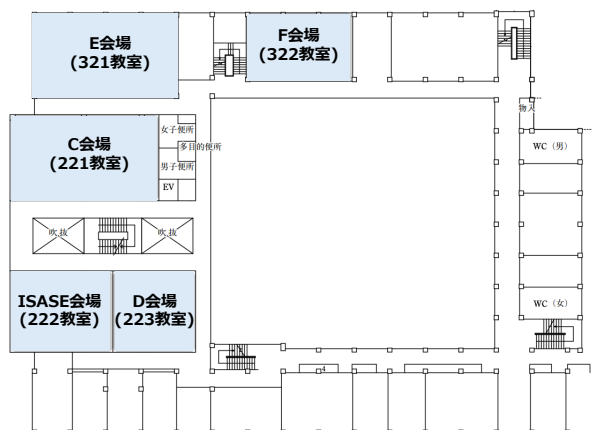 E会場
(321教室)
F会場
(322教室)
物入
C会場
(221教室)
女子便所
多目的便所
男子便所
EV
WC（男）
吹抜
吹抜
ISASE会場
(222教室)
D会場
(223教室)
WC（女）
4